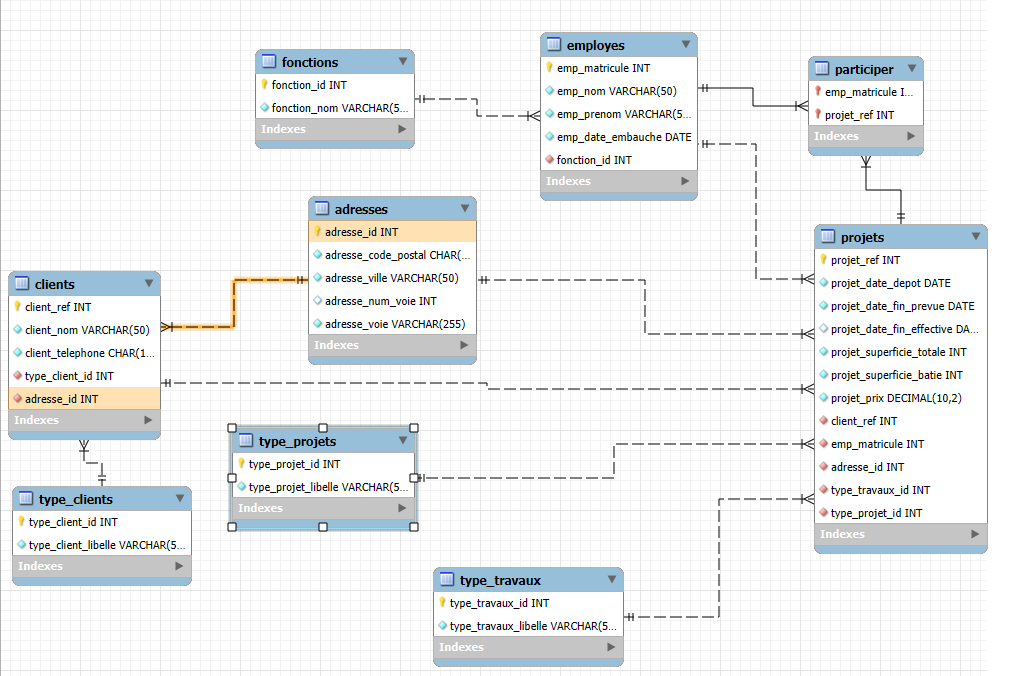 fonctions
fonction_id INT
fonction_nom VARCHAR(5...
Indexes
employes
emp_matricule INT
emp_nom VARCHAR(50)
emp_prenom VARCHAR(5...
emp_date_embauche DATE
fonction_id INT
Indexes
participer
emp_matricule I...
projet_ref INT
Indexes
adresses
adresse_id INT
adresse_code_postal CHAR(...
adresse_ville VARCHAR(50)
adresse_num_voie INT
adresse_voie VARCHAR(255)
Indexes
projets
projet_ref INT
projet_date_depot DATE
projet_date_fin_prevue DATE
projet_date_fin_effective DA...
projet_superficie_totale INT
projet_superficie_batie INT
projet_prix DECIMAL(10,2)
client_ref INT
emp_matricule INT
adresse_id INT
type_travaux_id INT
type_projet_id INT
Indexes
clients
client_ref INT
client_nom VARCHAR(50)
client_telephone CHAR(1...
type_client_id INT
adresse_id INT
Indexes
type_projets
type_projet_id INT
type_projet_libelle VARCHAR(5...
Indexes
type_clients
type_client_id INT
type_client_libelle VARCHAR(5...
Indexes
type_travaux
type_travaux_id INT
type_travaux_libelle VARCHAR(5...
Indexes